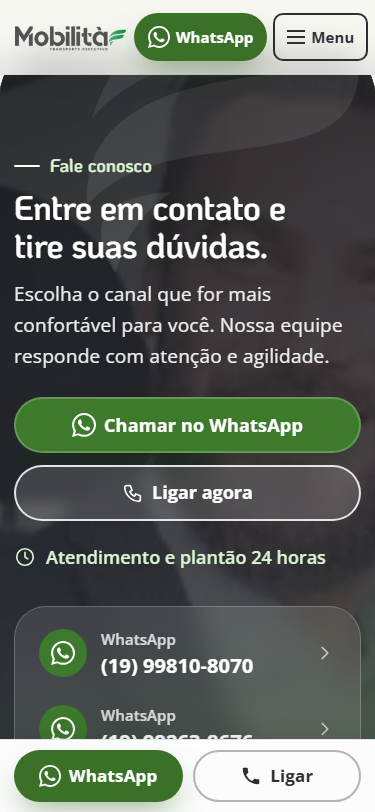 Mobilità
TRANSPORTE EXECUTIVO
WhatsApp
Menu
Fale conosco
Entre em contato e
tire suas dúvidas.
Escolha o canal que for mais
confortável para você. Nossa equipe
responde com atenção e agilidade.
Chamar no WhatsApp
Ligar agora
Atendimento e plantão 24 horas
WhatsApp
(19) 99810-8070
WhatsApp
WhatsApp
Ligar